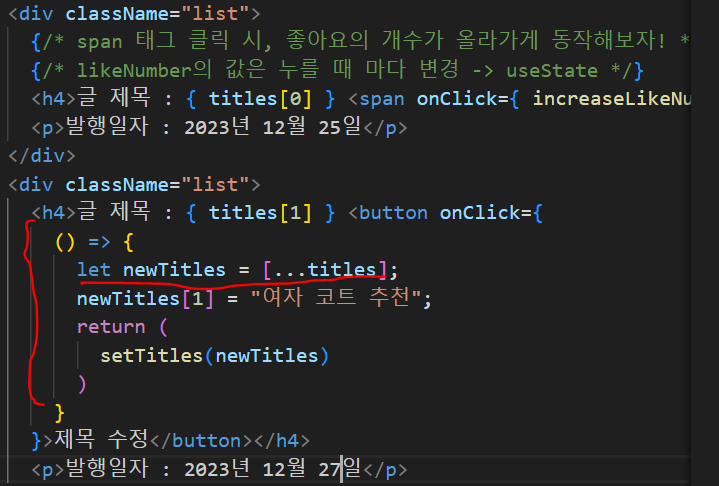 <div className="list">
{/* span 태그 클릭 시, 좋아요의 개수가 올라가게 동작해보자! *
{/* likeNumber의 값은 누를 때 마다 변경 -> useState */}
<h4>글 제목 : { titles[0] } <span onClick={ increaseLikeNu
<p>발행일자 : 2023년 12월 25일</p>
</div>
<div className="list">
<h4>글 제목 : { titles[1] } <button onClick={
() => {
let newTitles = [...titles];
newTitles[1] = "여자 코트 추천";
return (
setTitles(newTitles)
)
}
}>제목 수정</button></h4>
<p>발행일자 : 2023년 12월 27일</p>